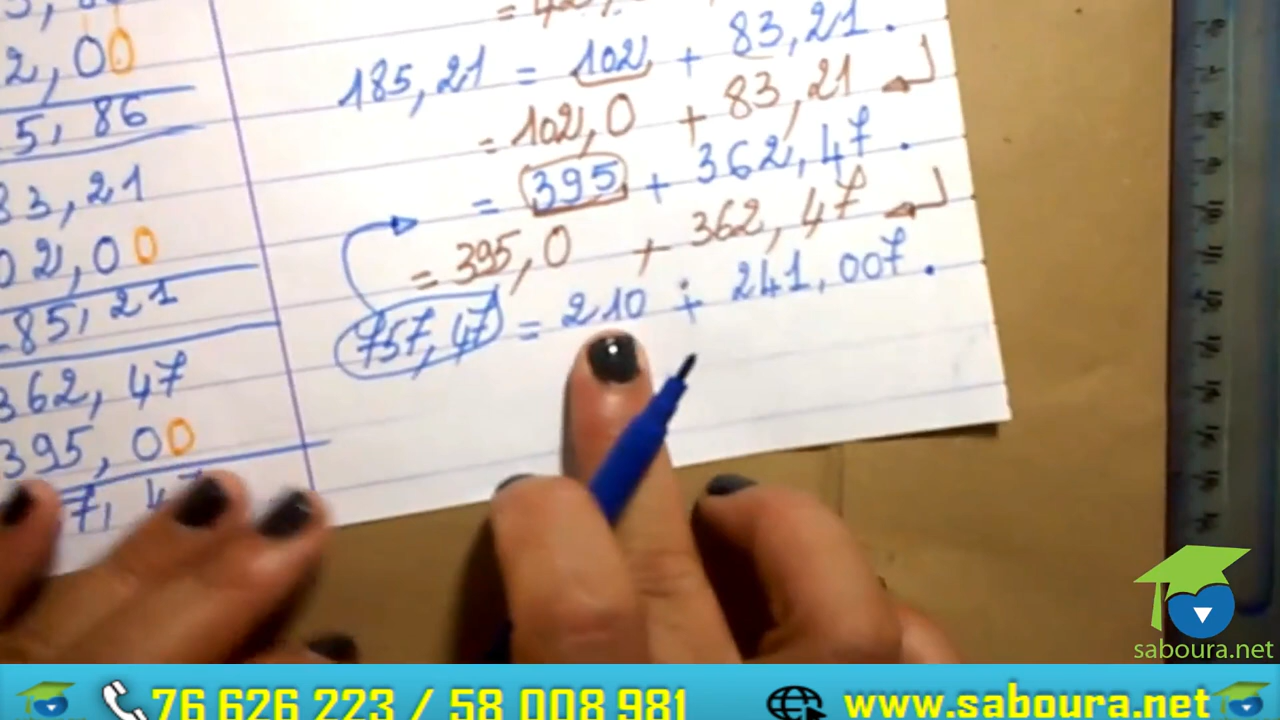 2,00
5,86
83,21
02,00
185,21
362,47
395,00
7,4
185,21 = 102 + 83,21.
= 102,0 + 83,21
= 395 + 362,47.
= 395,0 + 362,47
757,47 = 210 + 241,007.
saboura.net
76 626 223 / 58 008 981
www.saboura.net